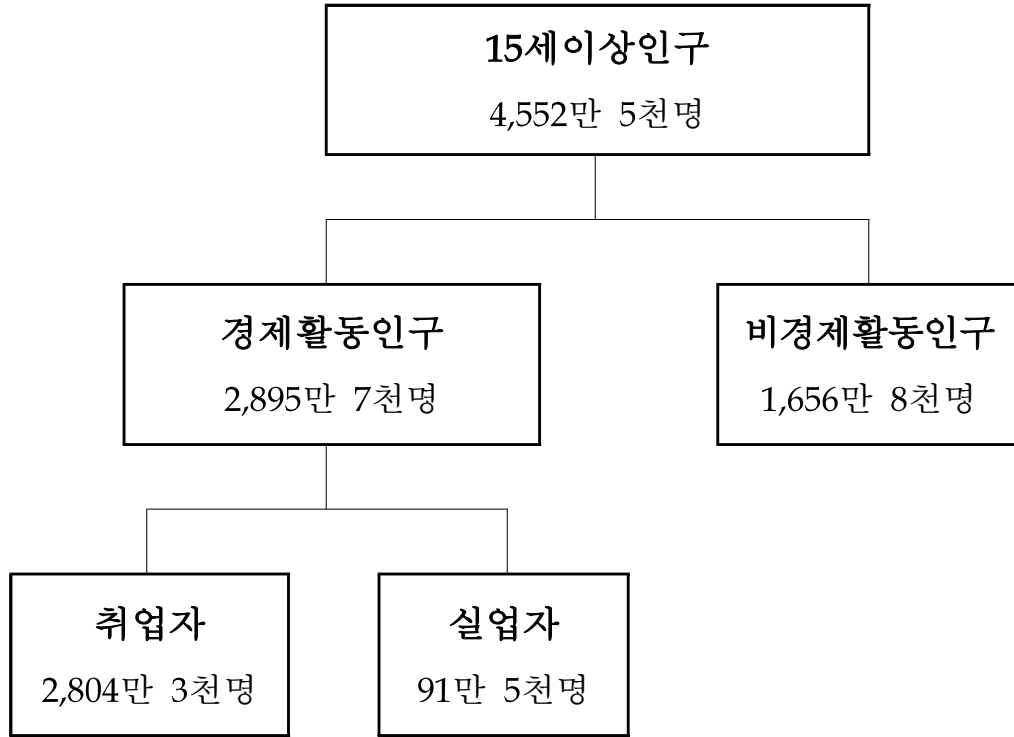 15세이상인구
4,552만 5천명
경제활동인구
2,895만 7천명
비경제활동인구
1,656만 8천명
취업자
2,804만 3천명
실업자
91만 5천명